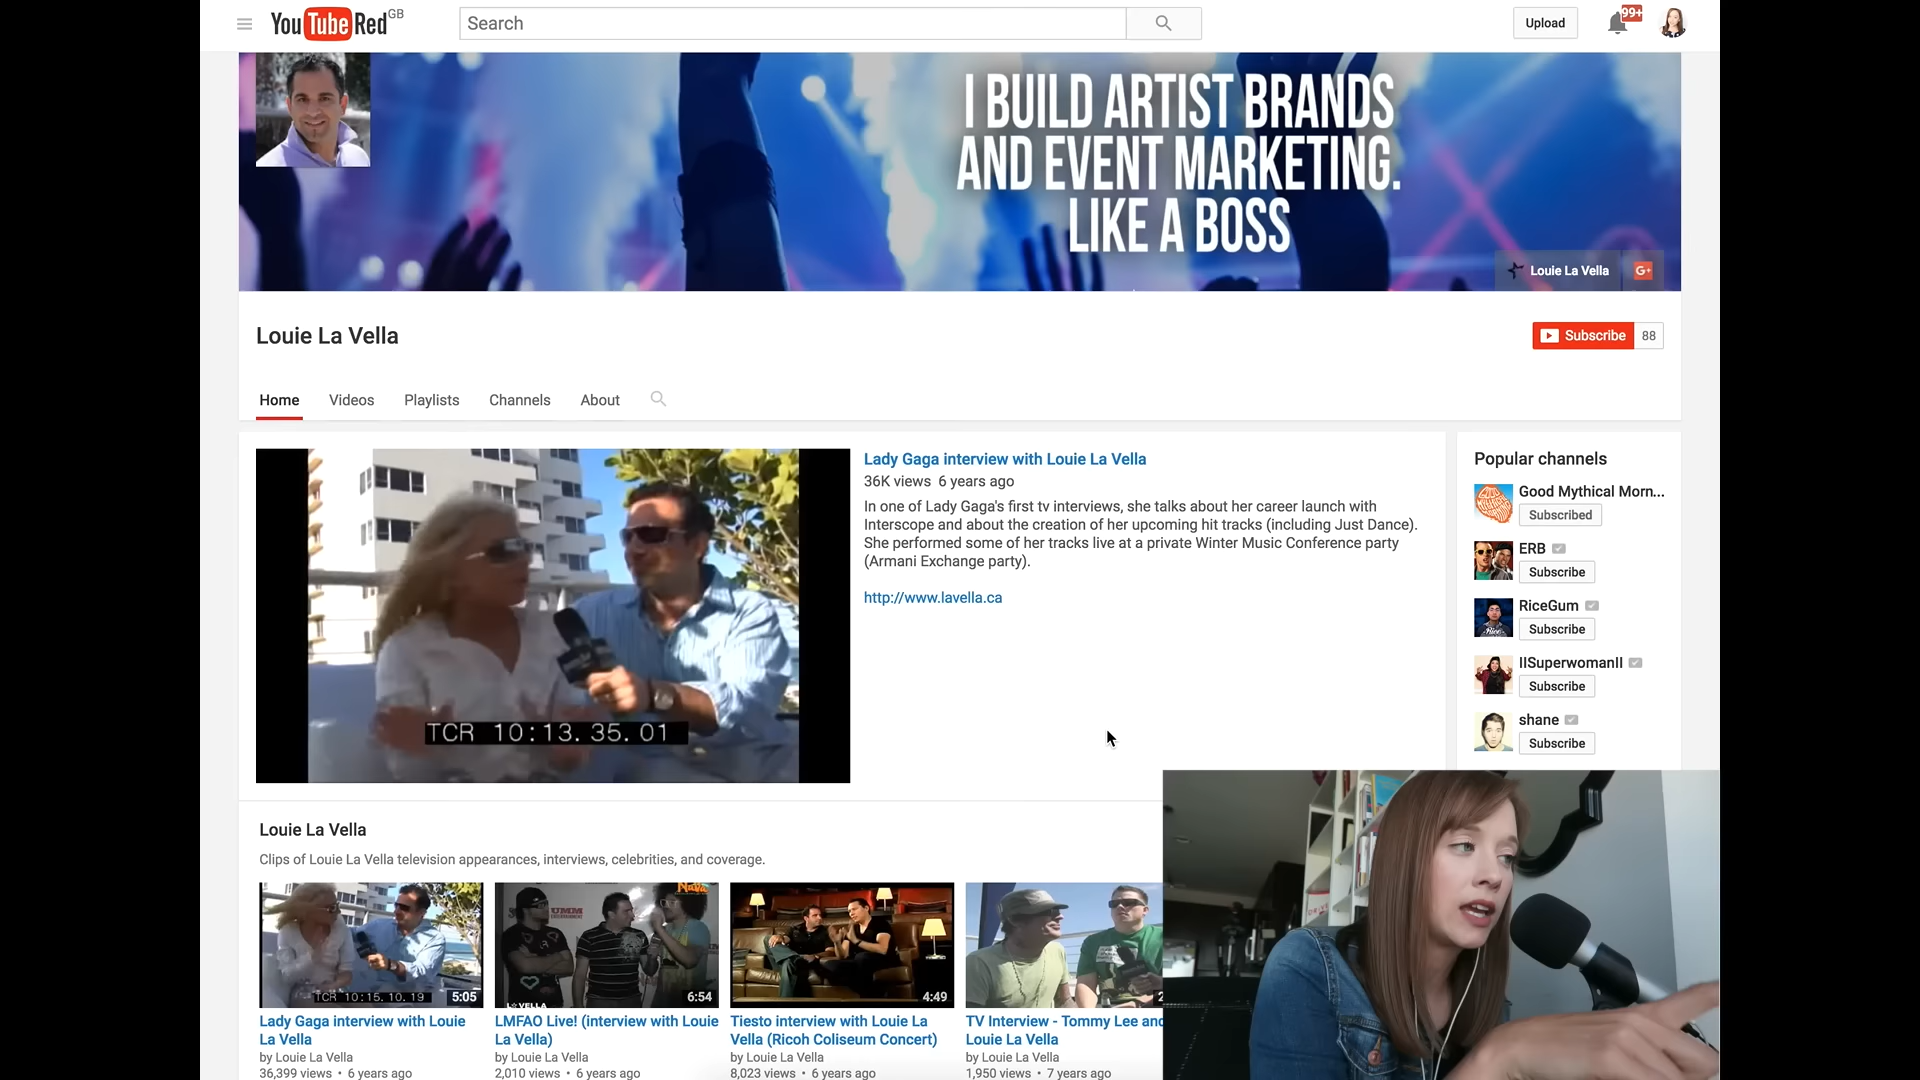 YouTube Red GB
Search
Upload
99+
I BUILD ARTIST BRANDS
AND EVENT MARKETING.
LIKE A BOSS
Louie La Vella
G+
Louie La Vella
Subscribe 88
Home Videos Playlists Channels About
Lady Gaga interview with Louie La Vella
36K views 6 years ago
In one of Lady Gaga's first tv interviews, she talks about her career launch with
Interscope and about the creation of her upcoming hit tracks (including Just Dance).
She performed some of her tracks live at a private Winter Music Conference party
(Armani Exchange party).
http://www.lavella.ca
TCR 10:13.35.01
Popular channels
Good Mythical Morn...
Subscribed
ERB
Subscribe
RiceGum
Subscribe
IISuperwomanII
Subscribe
shane
Subscribe
Louie La Vella
Clips of Louie La Vella television appearances, interviews, celebrities, and coverage.
TCR 10:15.10.19 5:05
LAVELLA 6:54
4:49
2
Lady Gaga interview with Louie
La Vella
by Louie La Vella
36,399 views • 6 years ago
LMFAO Live! (interview with Louie
La Vella)
by Louie La Vella
2,010 views • 6 years ago
Tiesto interview with Louie La
Vella (Ricoh Coliseum Concert)
by Louie La Vella
8,023 views • 6 years ago
TV Interview - Tommy Lee and
Louie La Vella
by Louie La Vella
1,950 views • 7 years ago